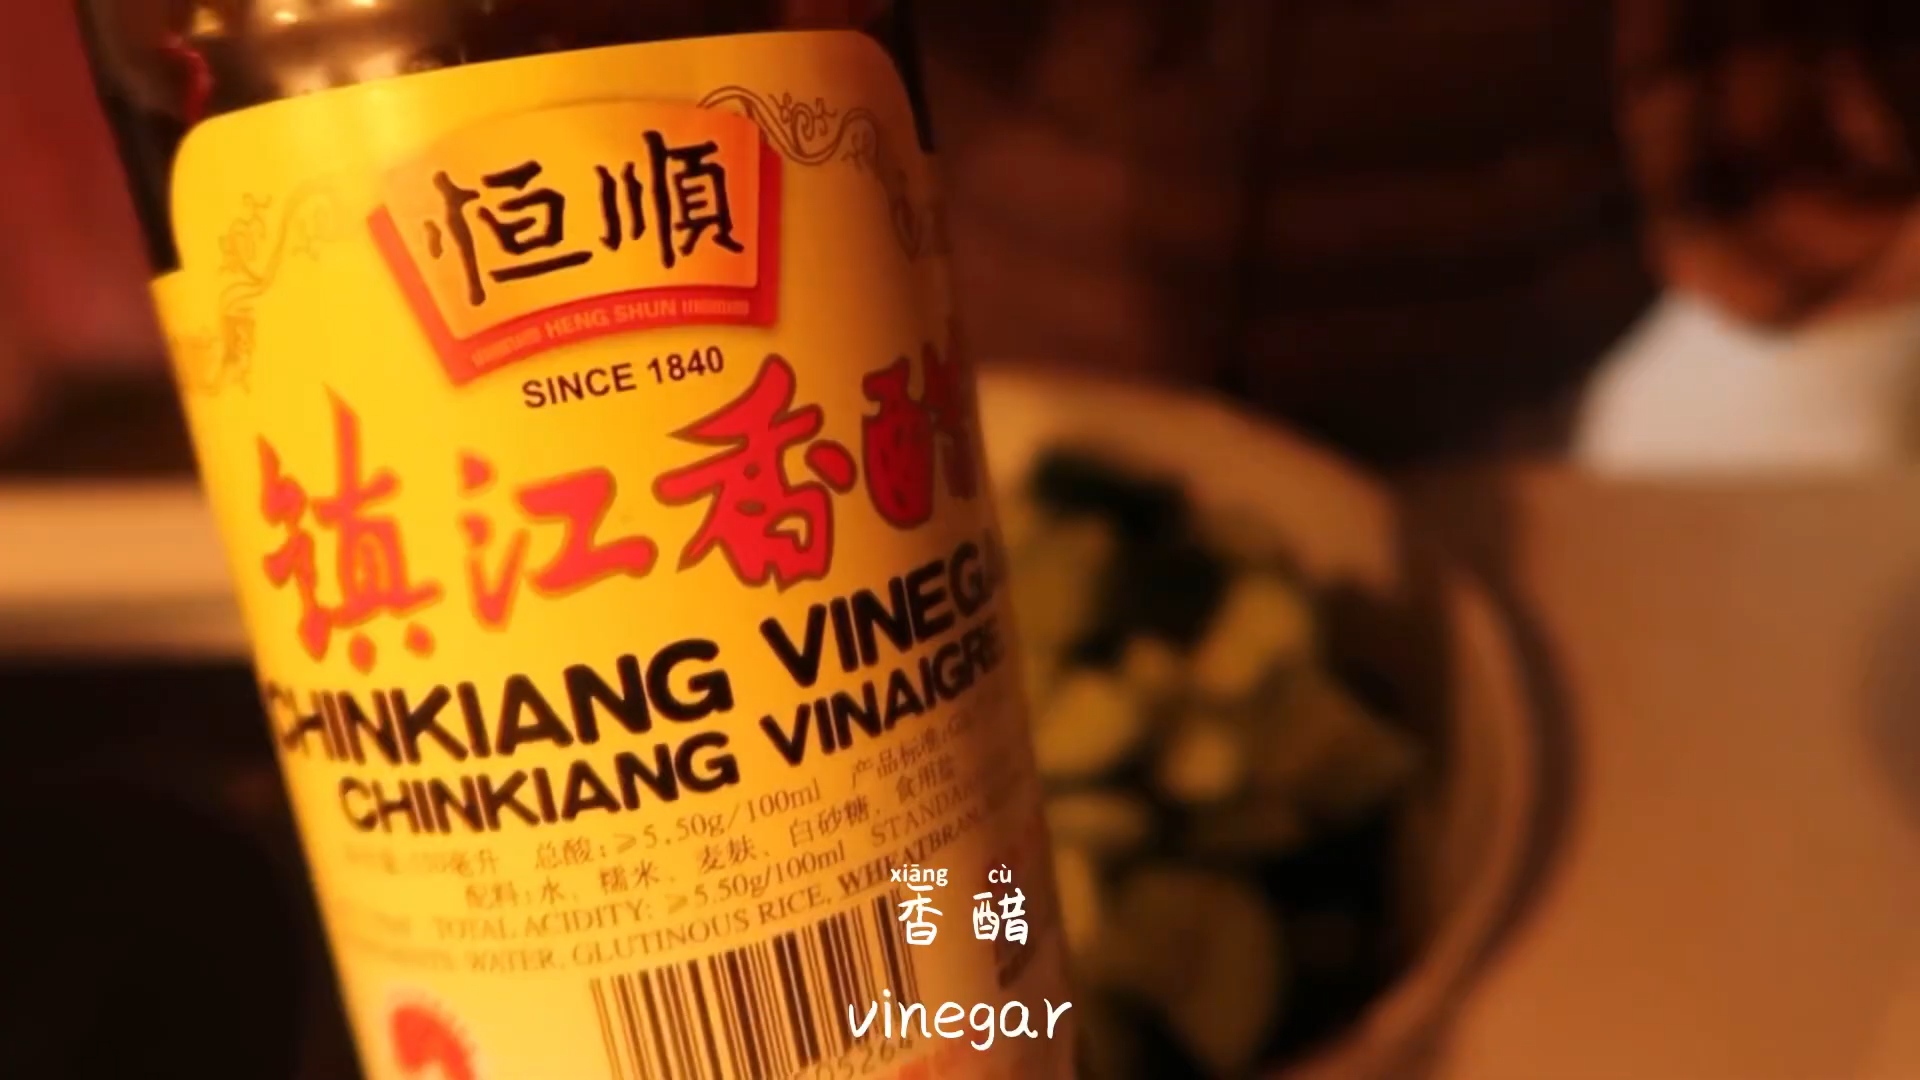 恒順
HENG SHUN
SINCE 1840
镇江香醋
CHINKIANG VINEGA
CHINKIANG VINAIGRE
总酸:≥5.50g/100ml 产品标准:G
配料:水、糯米、麦麸、白砂糖、食用盐
TOTAL ACIDITY: ≥5.50g/100ml STANDA
WATER, GLUTINOUS RICE, WHEATBRAN
xiāng cù
香醋
vinegar